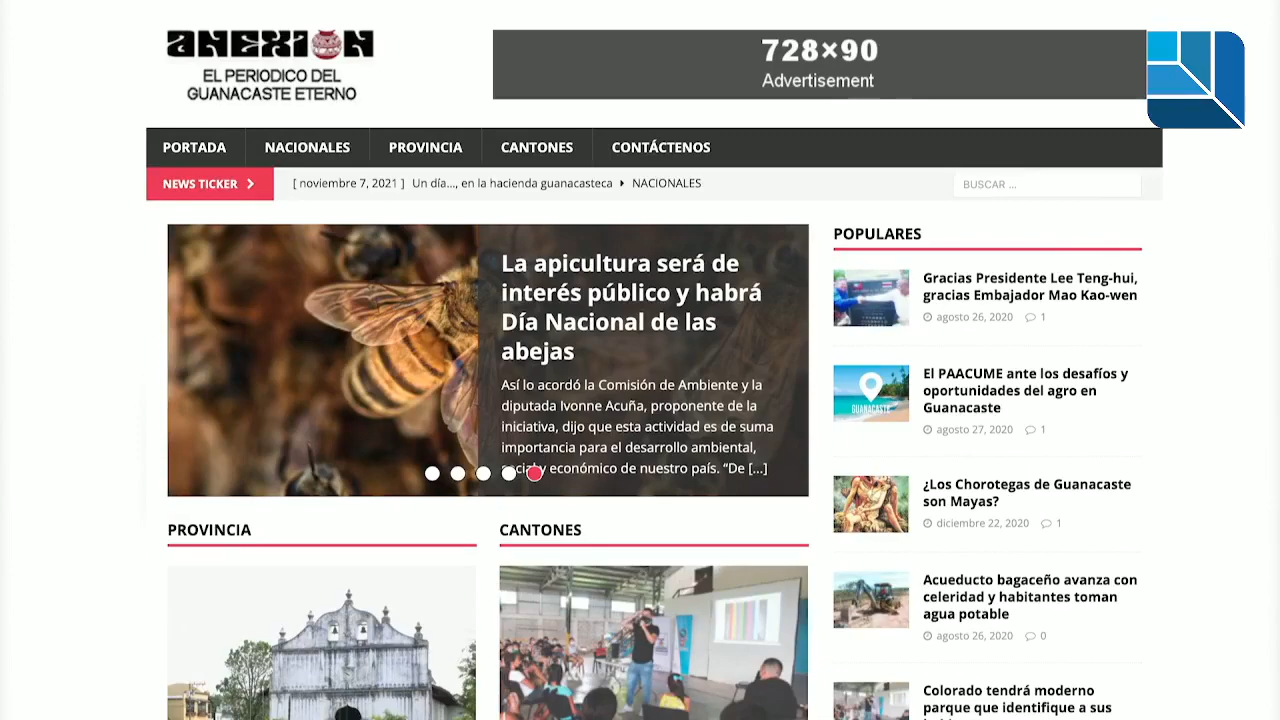 ANEXION
EL PERIODICO DEL
GUANACASTE ETERNO
728×90
Advertisement
PORTADA
NACIONALES
PROVINCIA
CANTONES
CONTÁCTENOS
NEWS TICKER
[ noviembre 7, 2021 ] Un día..., en la hacienda guanacasteca
NACIONALES
BUSCAR ...
La apicultura será de
interés público y habrá
Día Nacional de las
abejas
Así lo acordó la Comisión de Ambiente y la
diputada Ivonne Acuña, proponente de la
iniciativa, dijo que esta actividad es de suma
importancia para el desarrollo ambiental,
social y económico de nuestro país. “De [...]
PROVINCIA
CANTONES
POPULARES
Gracias Presidente Lee Teng-hui,
gracias Embajador Mao Kao-wen
agosto 26, 2020 1
GUANACASTE
El PAACUME ante los desafíos y
oportunidades del agro en
Guanacaste
agosto 27, 2020 1
¿Los Chorotegas de Guanacaste
son Mayas?
diciembre 22, 2020 1
Acueducto bagaceño avanza con
celeridad y habitantes toman
agua potable
agosto 26, 2020 0
Colorado tendrá moderno
parque que identifique a sus